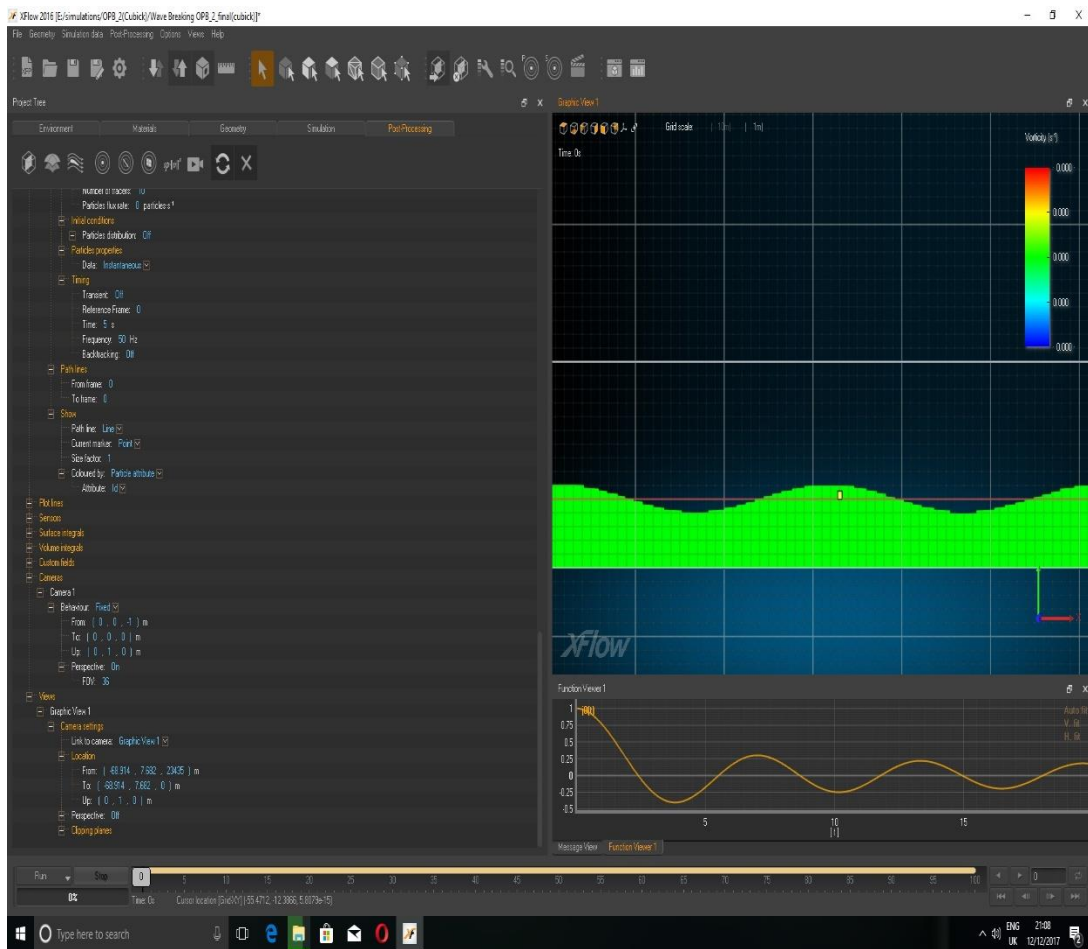 XFlow 2016 [E:/simulations/OPB_2(Cubick)/Wave Breaking OPB_2_final(cubick)]*
File Geometry Simulation data Post-Processing Options Views Help
Project Tree
Environment Materials Geometry Simulation Post-Processing
Number of tracers: 10
Particles flux rate: 0 particles·s⁻¹
Initial conditions
Particles distribution: Off
Particles properties
Data: Instantaneous
Timing
Transient: Off
Reference Frame: 0
Time: 5 s
Frequency: 50 Hz
Backtracking: Off
Path lines
From frame: 0
To frame: 0
Show
Path line: Line
Current marker: Point
Size factor: 1
Coloured by: Particle attribute
Attribute: Id
Plot lines
Sensors
Surface integrals
Volume integrals
Custom fields
Cameras
Camera 1
Behaviour: Fixed
From: ( 0 , 0 , -1 ) m
To: ( 0 , 0 , 0 ) m
Up: ( 0 , 1 , 0 ) m
Perspective: On
FOV: 36
Views
Graphic View 1
Camera settings
Link to camera: Graphic View 1
Location
From: ( -68.914 , 7.682 , 23435 ) m
To: ( -68.914 , 7.682 , 0 ) m
Up: ( 0 , 1 , 0 ) m
Perspective: Off
Clipping planes
Graphic View 1
Grid scale: | 10m| | 1m|
Time: 0s
Vorticity [s⁻¹]
0.000
0.000
0.000
0.000
0.000
XFlow
Function Viewer 1
Auto fit
V. fit
H. fit
1
0.75
0.5
0.25
0
-0.25
-0.5
5 10 15
[t]
Message View Function Viewer 1
Run Stop 0 5 10 15 20 25 30 35 40 45 50 55 60 65 70 75 80 85 90 95 100 0
0% Time: 0s
Type here to search
ENG 21:08
UK 12/12/2017